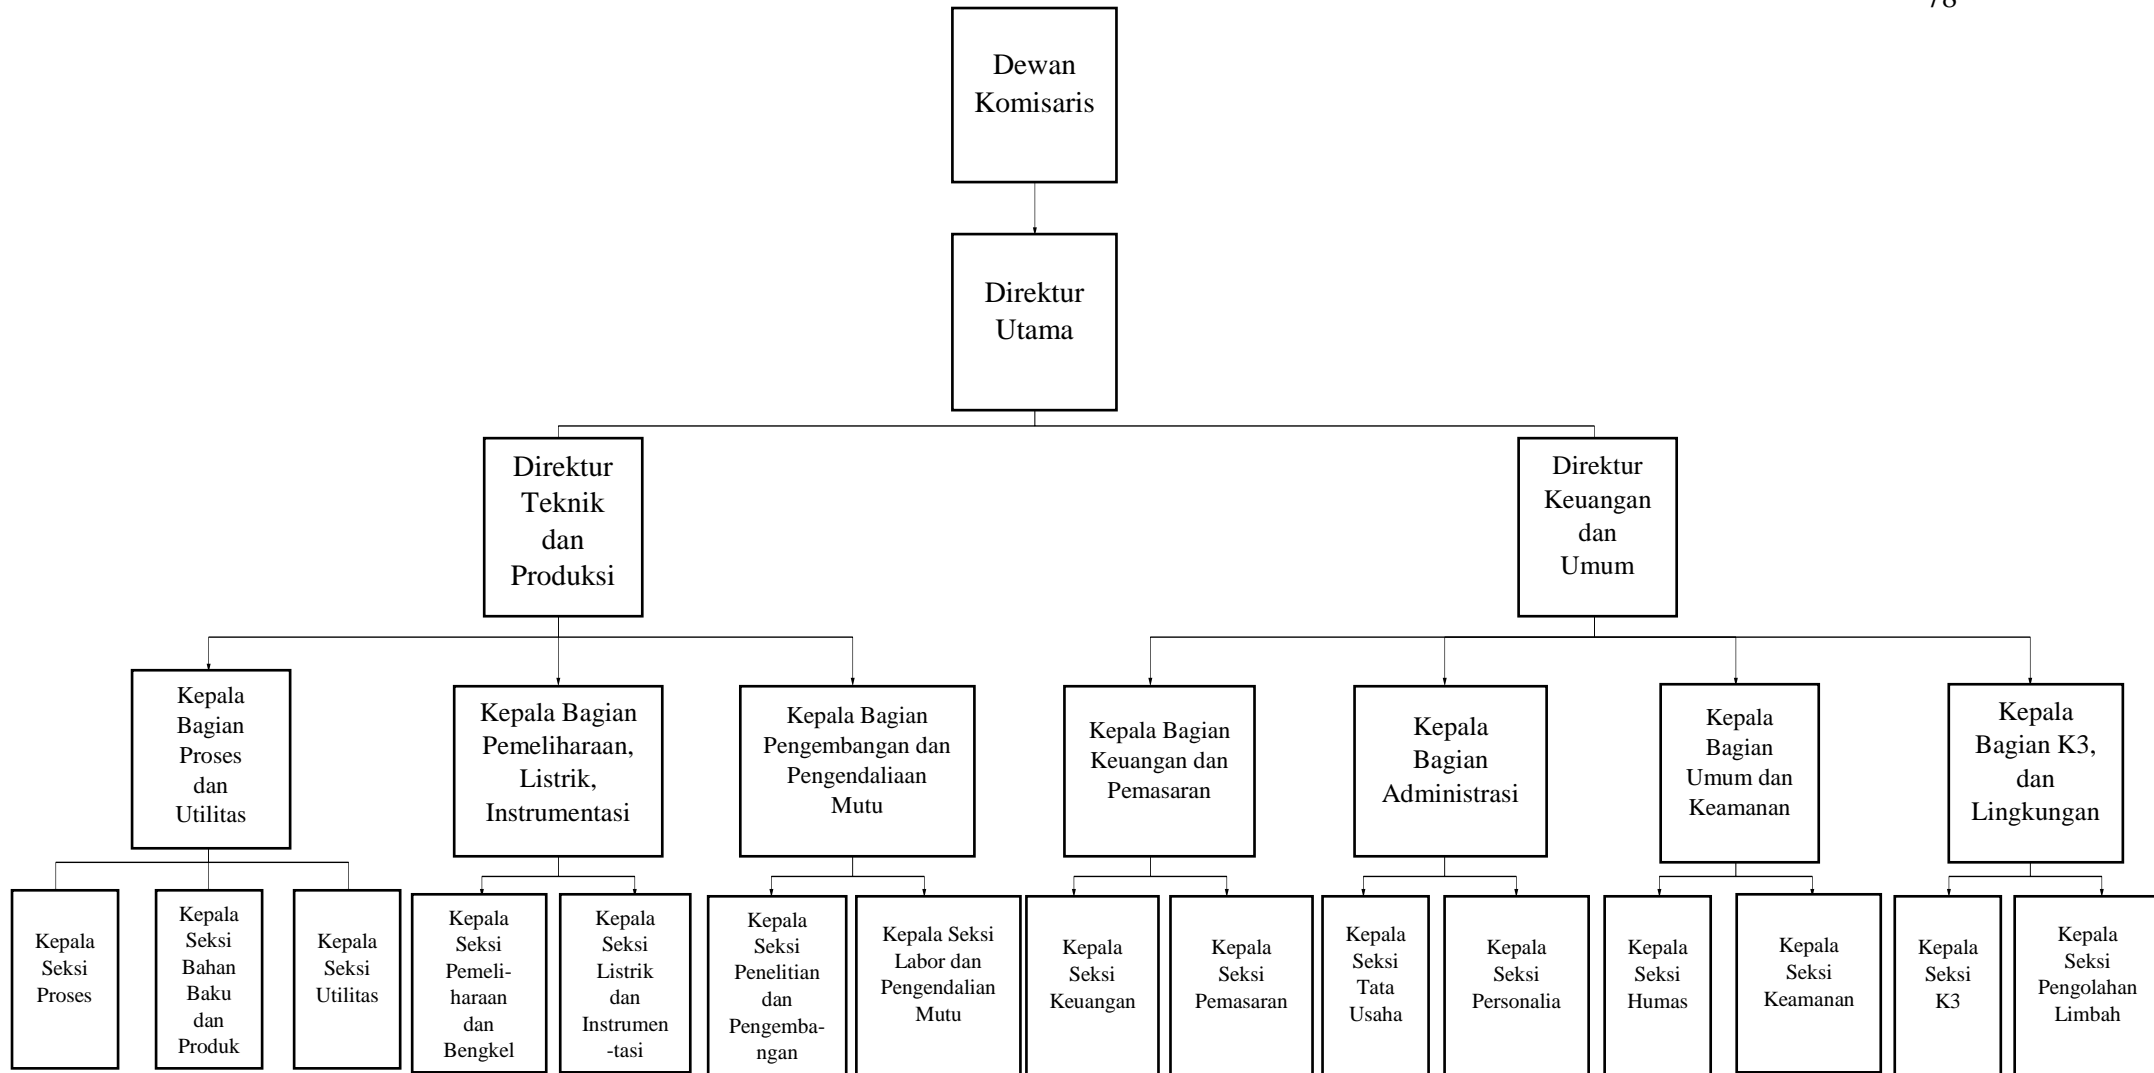 78
Dewan
Komisaris
Direktur
Utama
Direktur
Teknik
dan
Produksi
Direktur
Keuangan
dan
Umum
Kepala
Bagian
Proses
dan
Utilitas
Kepala Bagian
Pemeliharaan,
Listrik,
Instrumentasi
Kepala Bagian
Pengembangan dan
Pengendaliaan
Mutu
Kepala Bagian
Keuangan dan
Pemasaran
Kepala
Bagian
Administrasi
Kepala
Bagian
Umum dan
Keamanan
Kepala
Bagian K3,
dan
Lingkungan
Kepala
Seksi
Proses
Kepala
Seksi
Bahan
Baku
dan
Produk
Kepala
Seksi
Utilitas
Kepala
Seksi
Pemeli-
haraan
dan
Bengkel
Kepala
Seksi
Listrik
dan
Instrumen
-tasi
Kepala
Seksi
Penelitian
dan
Pengemba-
ngan
Kepala Seksi
Labor dan
Pengendalian
Mutu
Kepala
Seksi
Keuangan
Kepala
Seksi
Pemasaran
Kepala
Seksi
Tata
Usaha
Kepala
Seksi
Personalia
Kepala
Seksi
Humas
Kepala
Seksi
Keamanan
Kepala
Seksi
K3
Kepala
Seksi
Pengolahan
Limbah